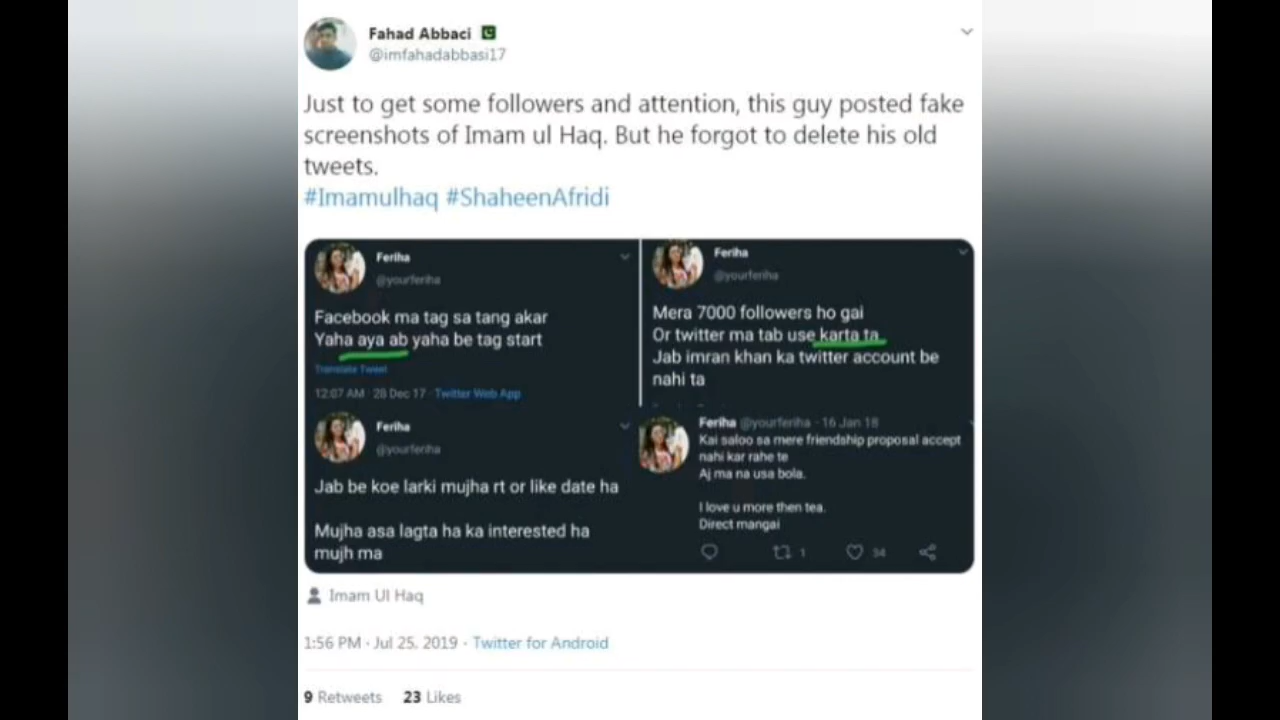 Fahad Abbaci
@imfahadabbasi17
Just to get some followers and attention, this guy posted fake
screenshots of Imam ul Haq. But he forgot to delete his old
tweets.
#Imamulhaq #ShaheenAfridi
Feriha
@yourferiha
Facebook ma tag sa tang akar
Yaha aya ab yaha be tag start
Translate Tweet
12:07 AM · 28 Dec 17 · Twitter Web App
Feriha
@yourferiha
Mera 7000 followers ho gai
Or twitter ma tab use karta ta
Jab imran khan ka twitter account be
nahi ta
Feriha
@yourferiha
Jab be koe larki mujha rt or like date ha
Mujha asa lagta ha ka interested ha
mujh ma
Feriha @yourferiha · 16 Jan 18
Kai saloo sa mere friendship proposal accept
nahi kar rahe te
Aj ma na usa bola.
I love u more then tea.
Direct mangai
1 34
Imam Ul Haq
1:56 PM · Jul 25, 2019 · Twitter for Android
9 Retweets 23 Likes